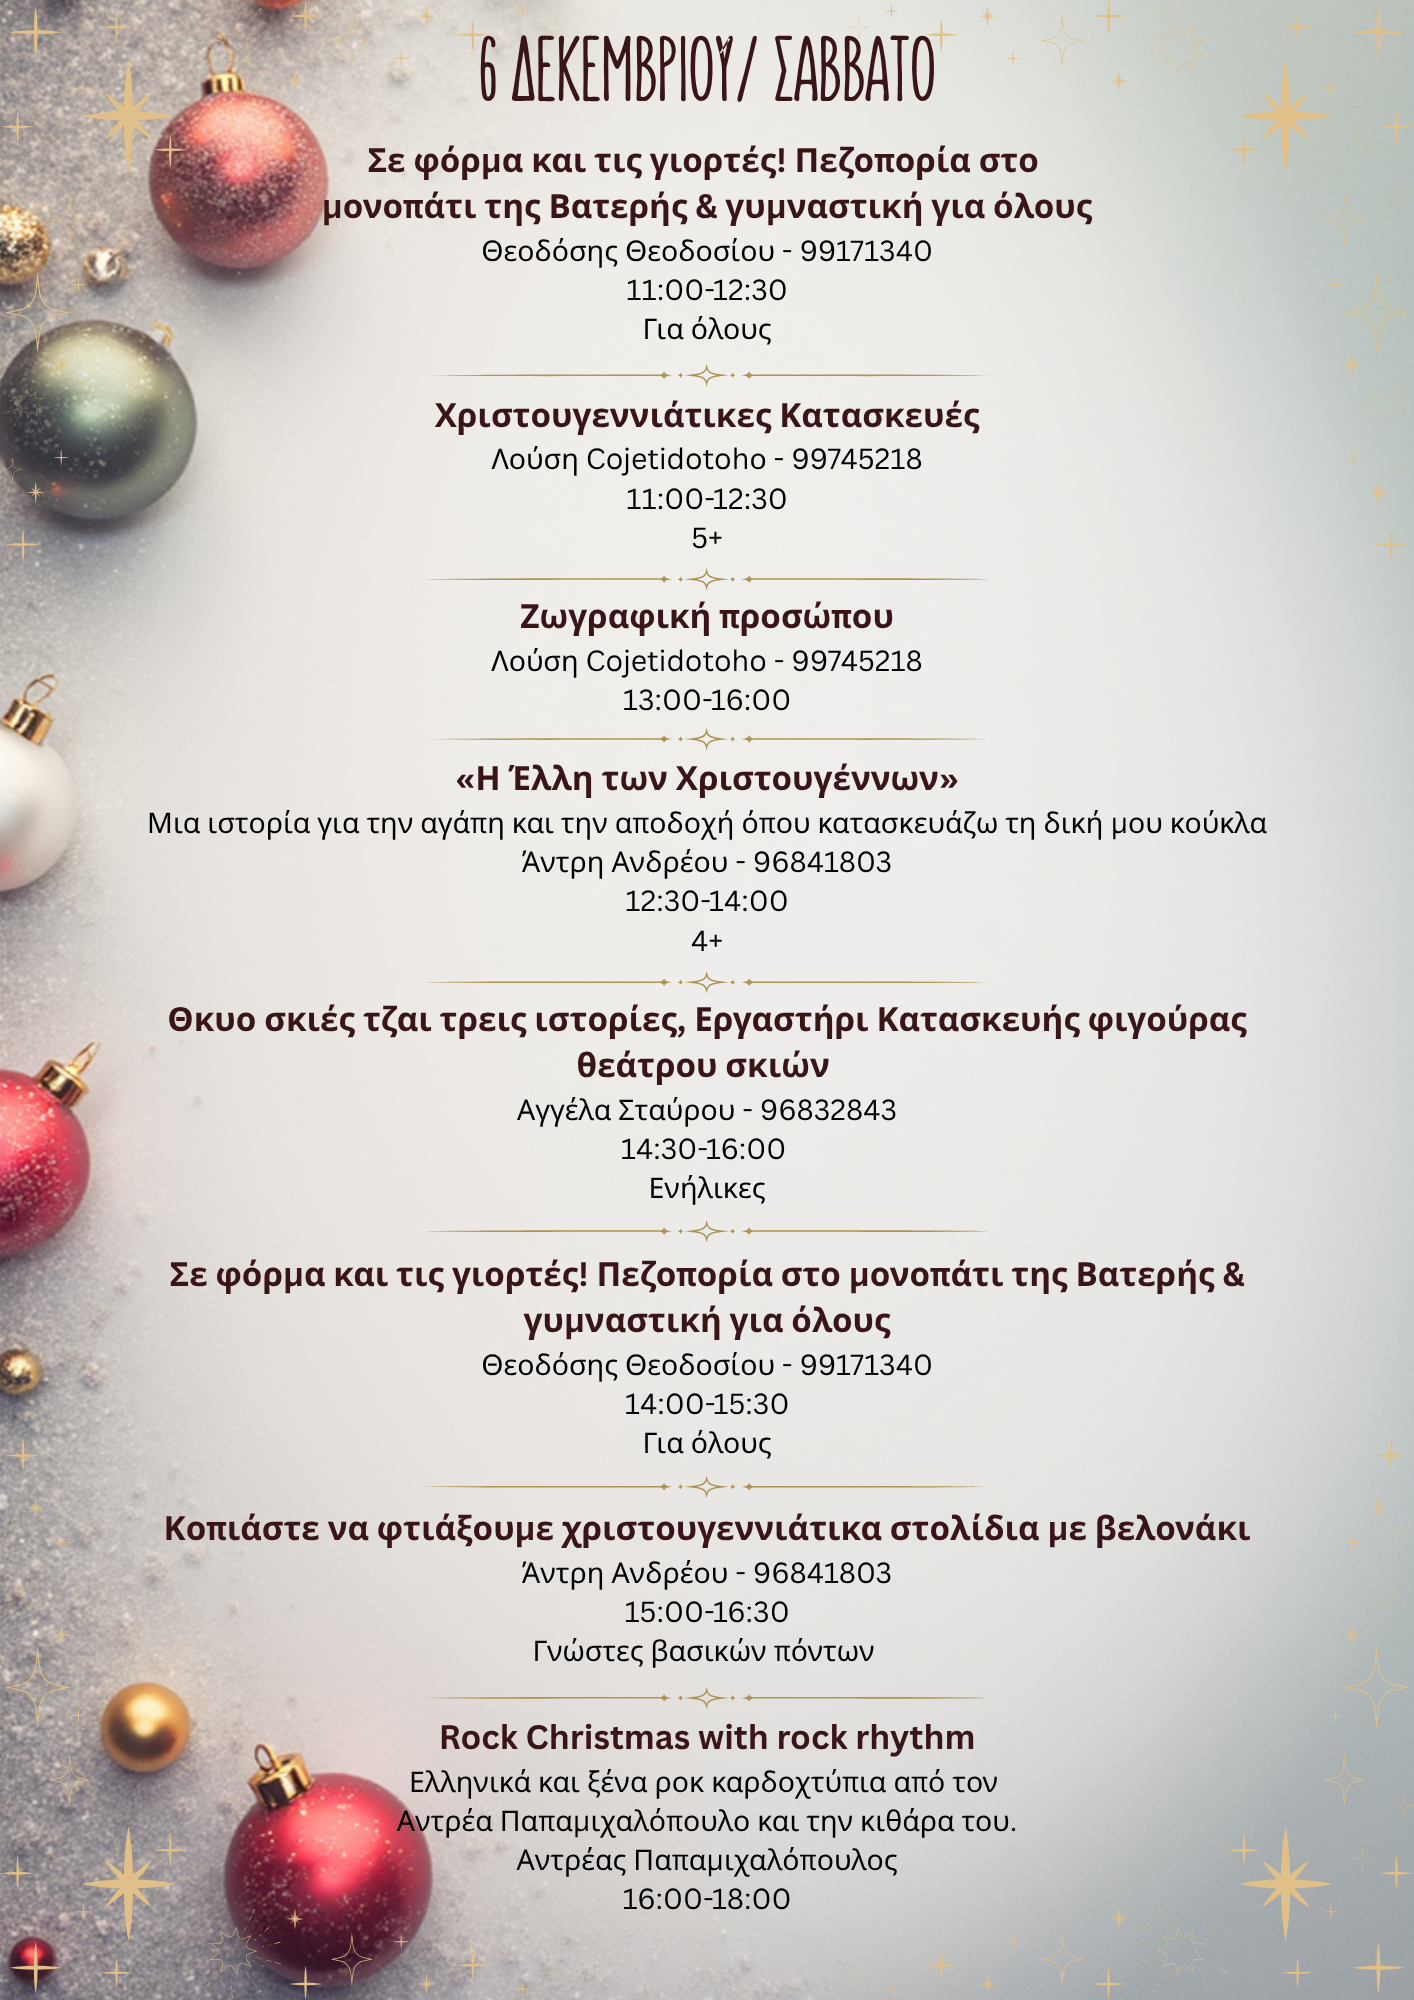 6 ΔΕΚΕΜΒΡΙΟΎ/ ΣΑΒΒΑΤΟ
Σε φόρμα και τις γιορτές! Πεζοπορία στο
μονοπάτι της Βατερής & γυμναστική για όλους
Θεοδόσης Θεοδοσίου - 99171340
11:00-12:30
Για όλους
Χριστουγεννιάτικες Κατασκευές
Λούση Cojetidotoho - 99745218
11:00-12:30
5+
Ζωγραφική προσώπου
Λούση Cojetidotoho - 99745218
13:00-16:00
«Η Έλλη των Χριστουγέννων»
Μια ιστορία για την αγάπη και την αποδοχή όπου κατασκευάζω τη δική μου κούκλα
Άντρη Ανδρέου - 96841803
12:30-14:00
4+
Θκυο σκιές τζαι τρεις ιστορίες, Εργαστήρι Κατασκευής φιγούρας
θεάτρου σκιών
Αγγέλα Σταύρου - 96832843
14:30-16:00
Ενήλικες
Σε φόρμα και τις γιορτές! Πεζοπορία στο μονοπάτι της Βατερής &
γυμναστική για όλους
Θεοδόσης Θεοδοσίου - 99171340
14:00-15:30
Για όλους
Κοπιάστε να φτιάξουμε χριστουγεννιάτικα στολίδια με βελονάκι
Άντρη Ανδρέου - 96841803
15:00-16:30
Γνώστες βασικών πόντων
Rock Christmas with rock rhythm
Ελληνικά και ξένα ροκ καρδοχτύπια από τον
Αντρέα Παπαμιχαλόπουλο και την κιθάρα του.
Αντρέας Παπαμιχαλόπουλος
16:00-18:00